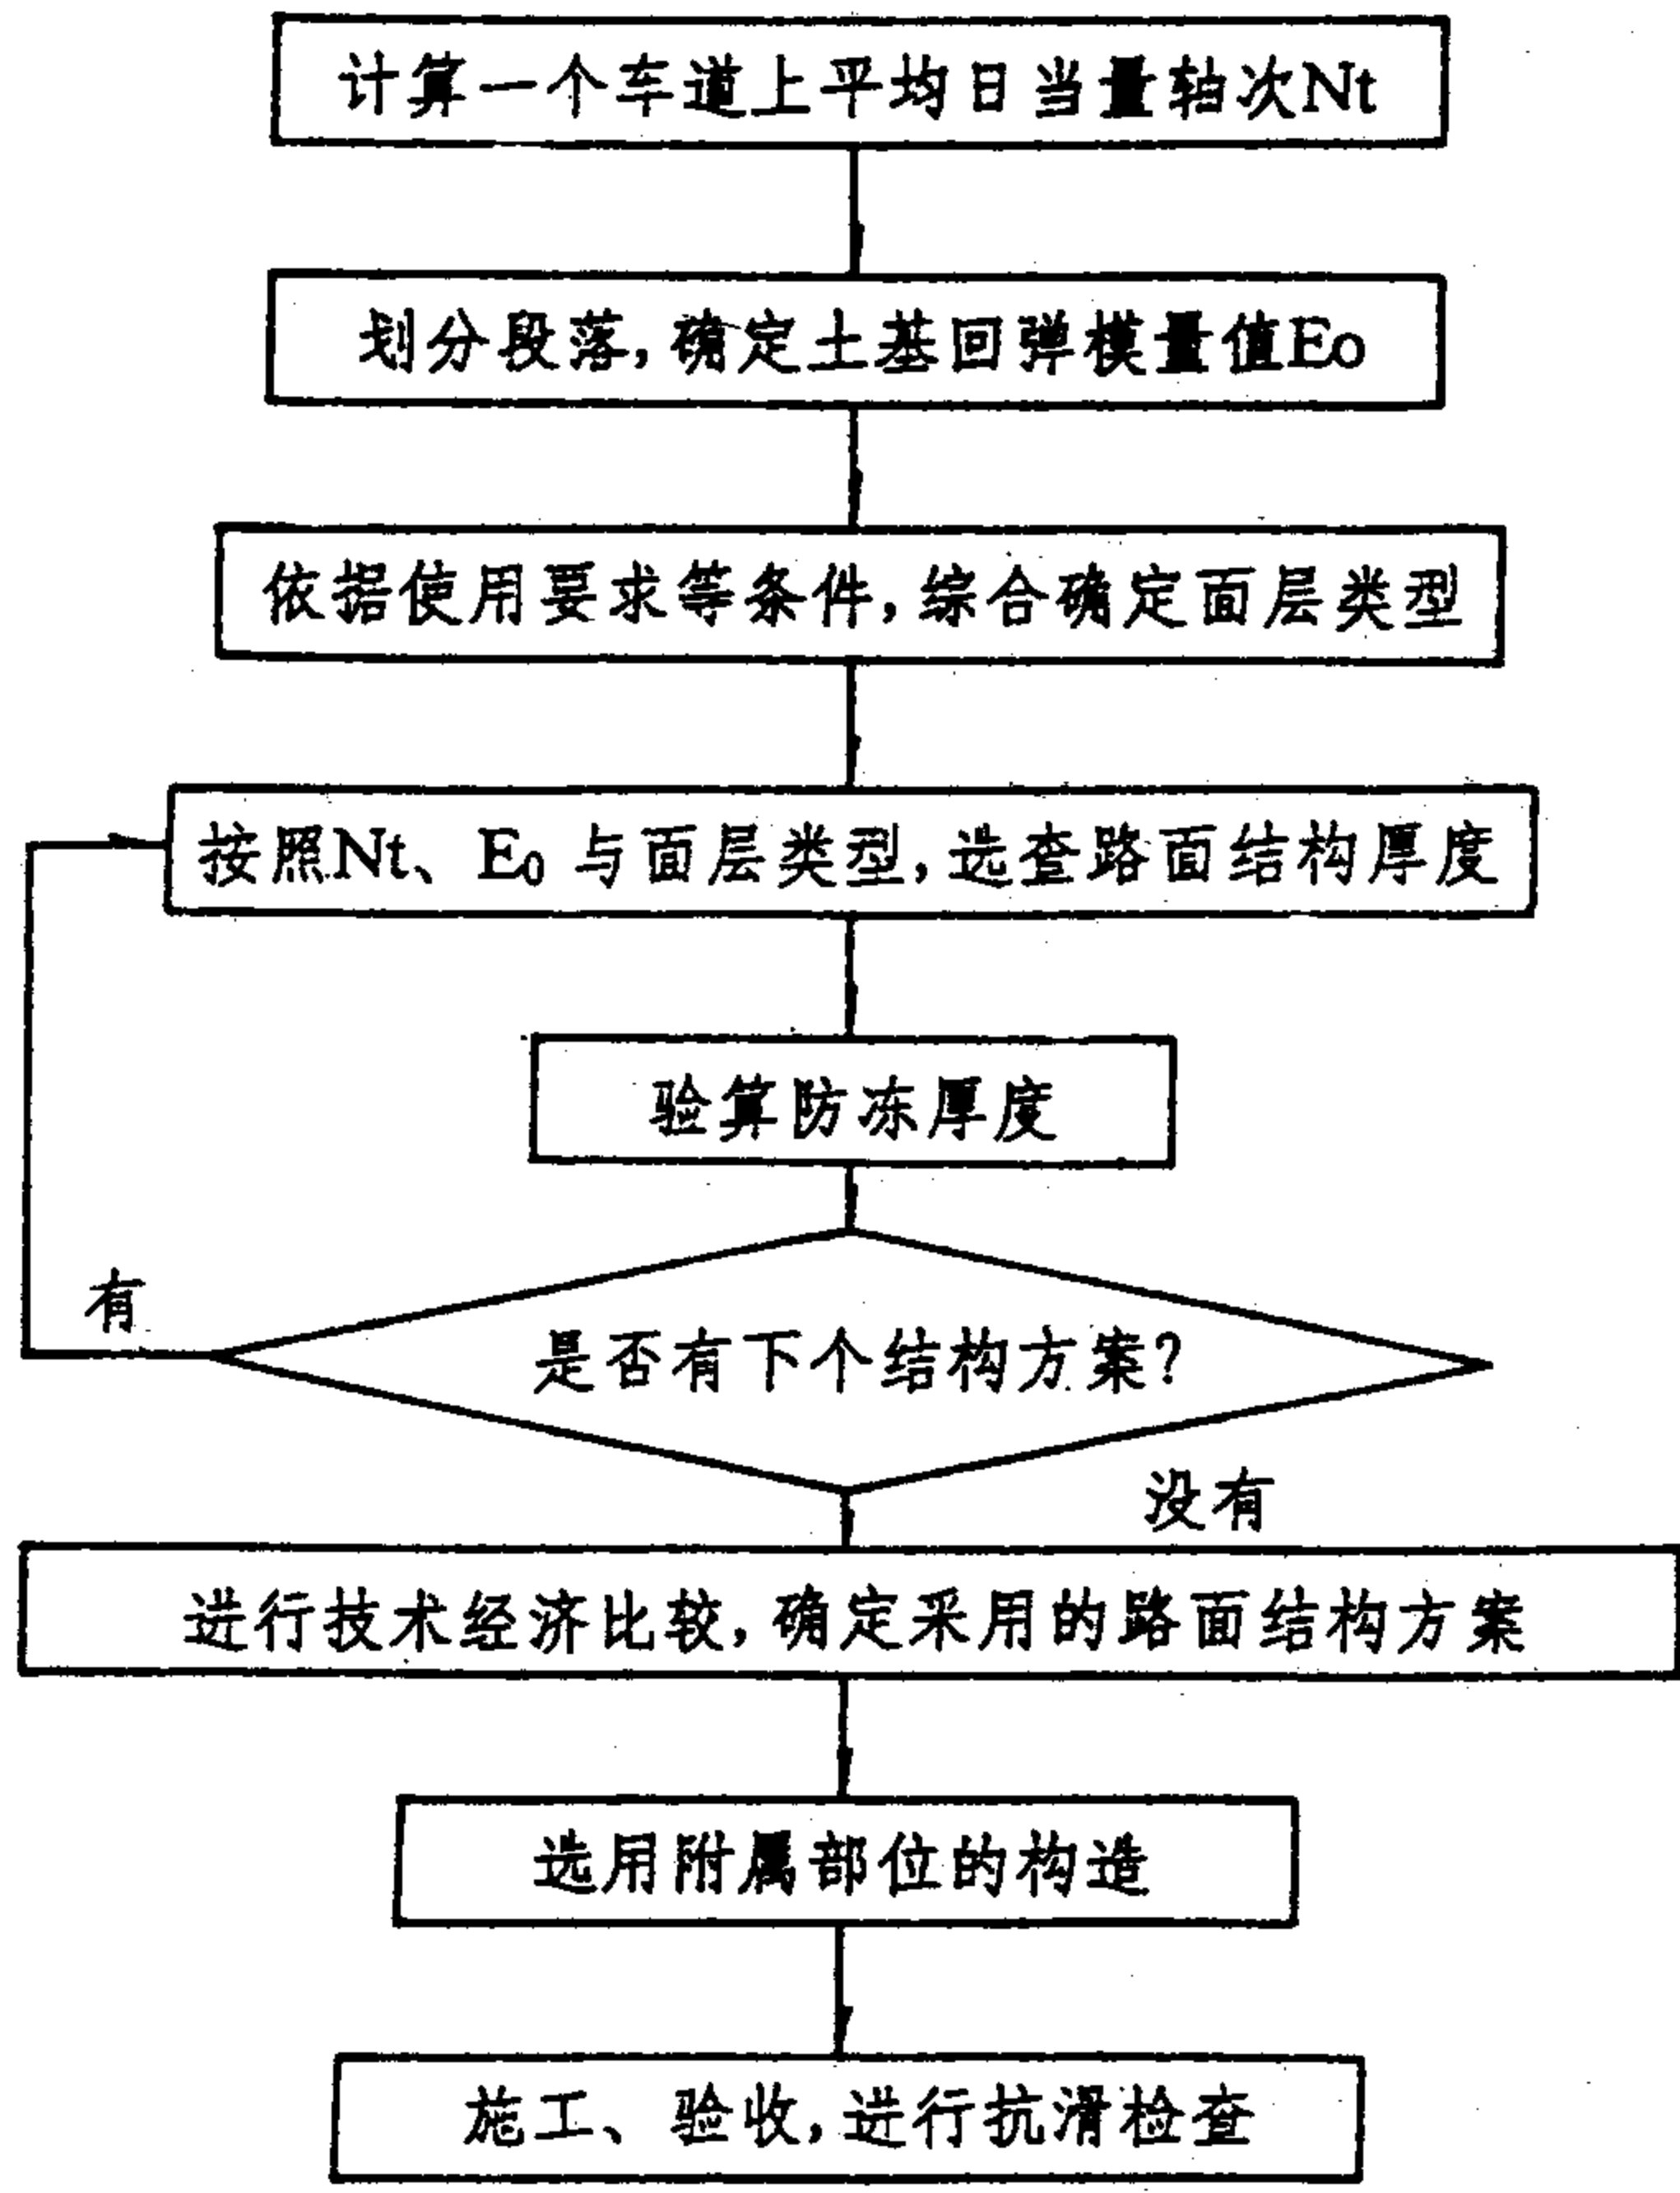 计算一个车道上平均日当量轴次Nt
划分段落,确定土基回弹模量值Eo
依据使用要求等条件,综合确定面层类型
按照Nt、E₀与面层类型,选查路面结构厚度
验算防冻厚度
有
是否有下个结构方案?
没有
进行技术经济比较,确定采用的路面结构方案
选用附属部位的构造
施工、验收,进行抗滑检查